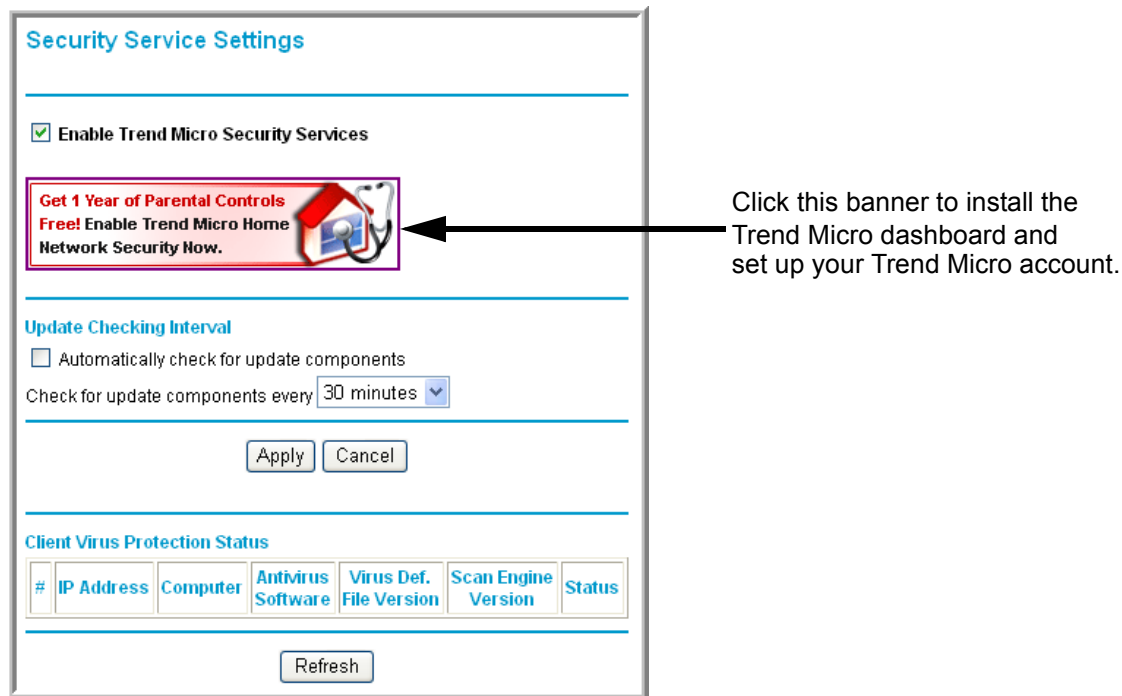 Security Service Settings
Enable Trend Micro Security Services
Get 1 Year of Parental Controls
Free! Enable Trend Micro Home
Network Security Now.
Click this banner to install the
Trend Micro dashboard and
set up your Trend Micro account.
Update Checking Interval
Automatically check for update components
Check for update components every 30 minutes
Apply Cancel
Client Virus Protection Status
# IP Address Computer Antivirus Software Virus Def. File Version Scan Engine Version Status
Refresh